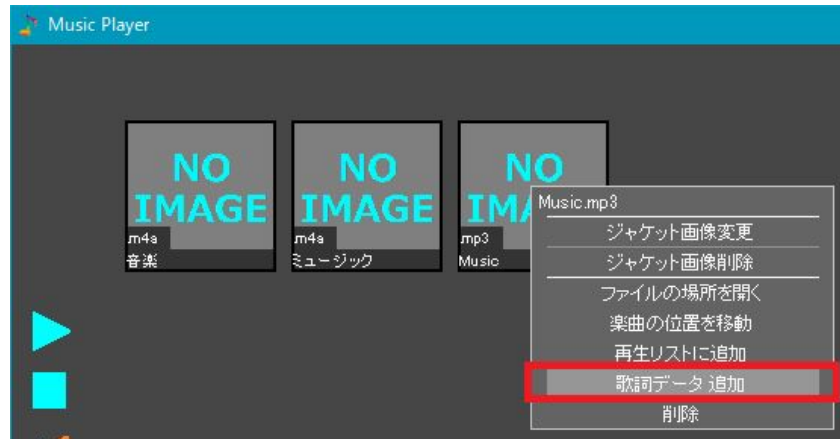 Music Player
NO IMAGE
.m4a
音楽
NO IMAGE
.m4a
ミュージック
NO IM
.mp3
Music
Music.mp3
ジャケット画像変更
ジャケット画像削除
ファイルの場所を開く
楽曲の位置を移動
再生リストに追加
歌詞データ 追加
削除